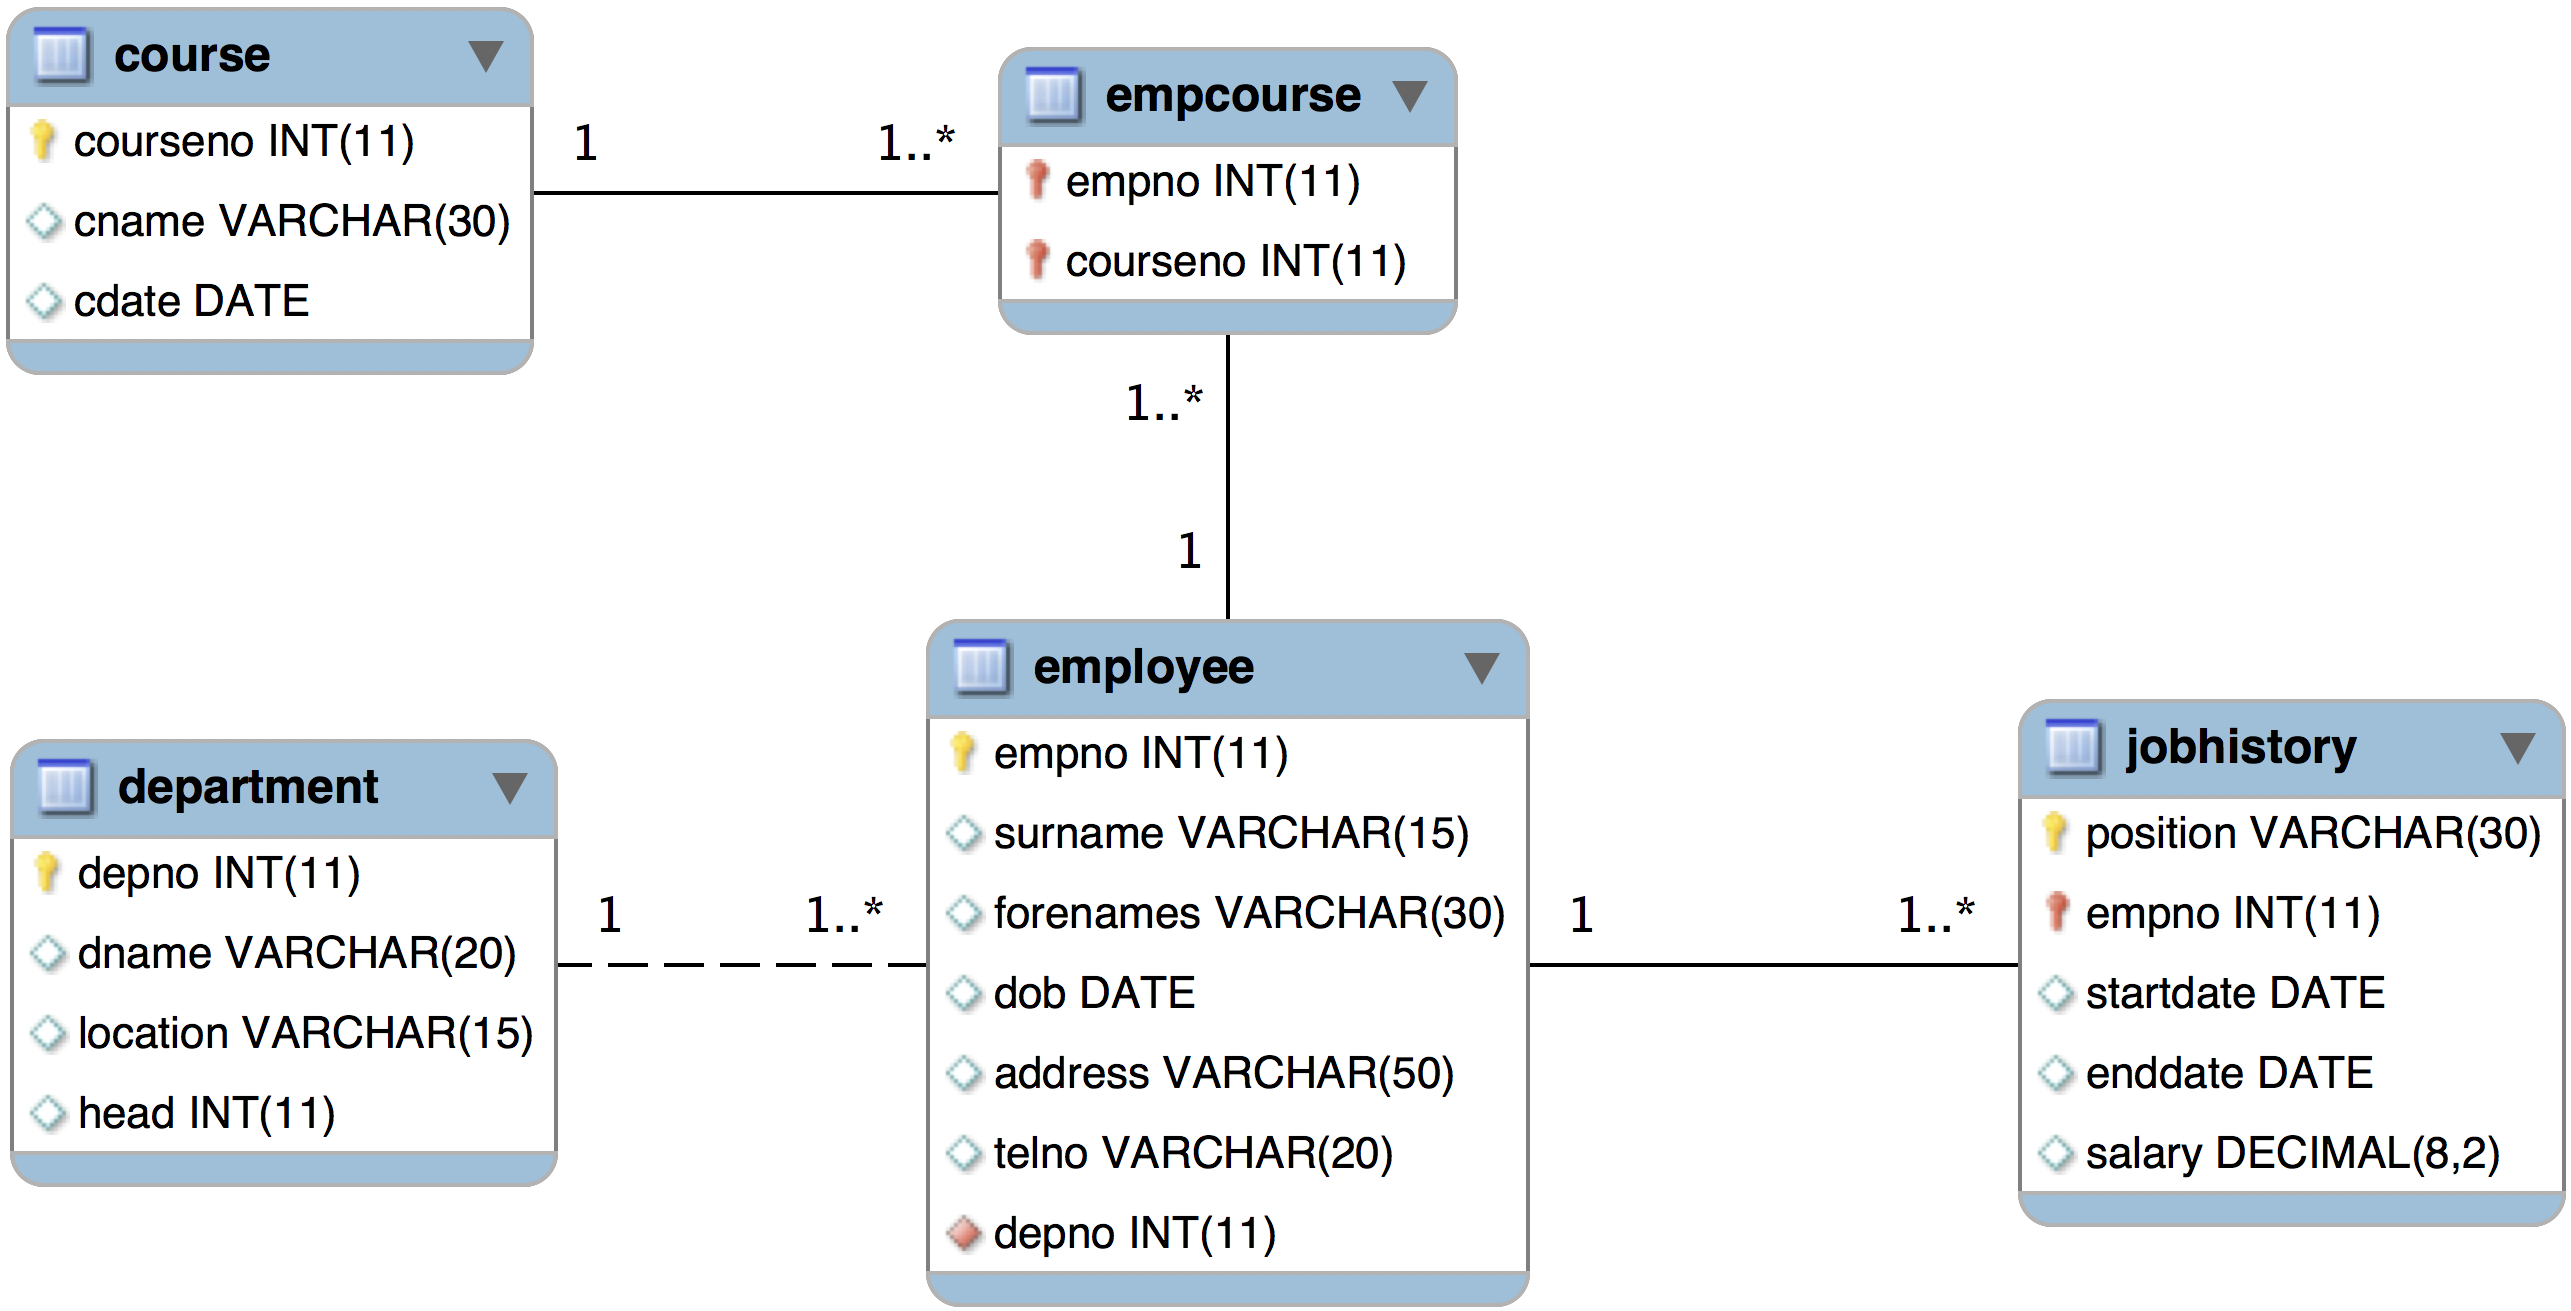 course
courseno INT(11)
cname VARCHAR(30)
cdate DATE
1
1..*
empcourse
empno INT(11)
courseno INT(11)
1..*
1
department
depno INT(11)
dname VARCHAR(20)
location VARCHAR(15)
head INT(11)
1
1..*
employee
empno INT(11)
surname VARCHAR(15)
forenames VARCHAR(30)
dob DATE
address VARCHAR(50)
telno VARCHAR(20)
depno INT(11)
1
1..*
jobhistory
position VARCHAR(30)
empno INT(11)
startdate DATE
enddate DATE
salary DECIMAL(8,2)